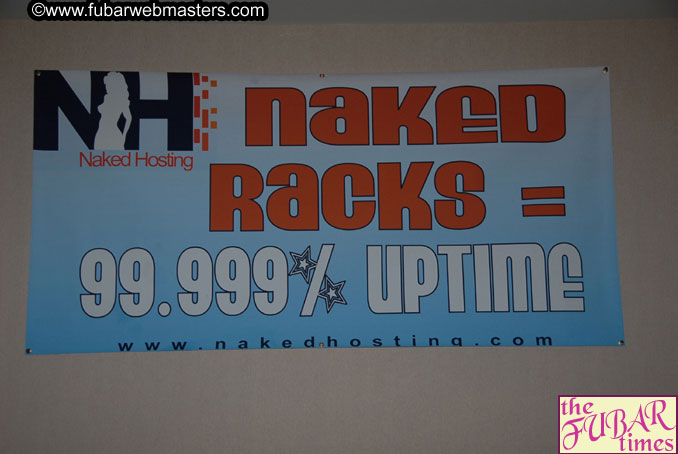 ©www.fubarwebmasters.com
NH
Naked Hosting
NAKED
RACKS =
99.999% UPTIME
www.nakedhosting.com
the
FUBAR
times